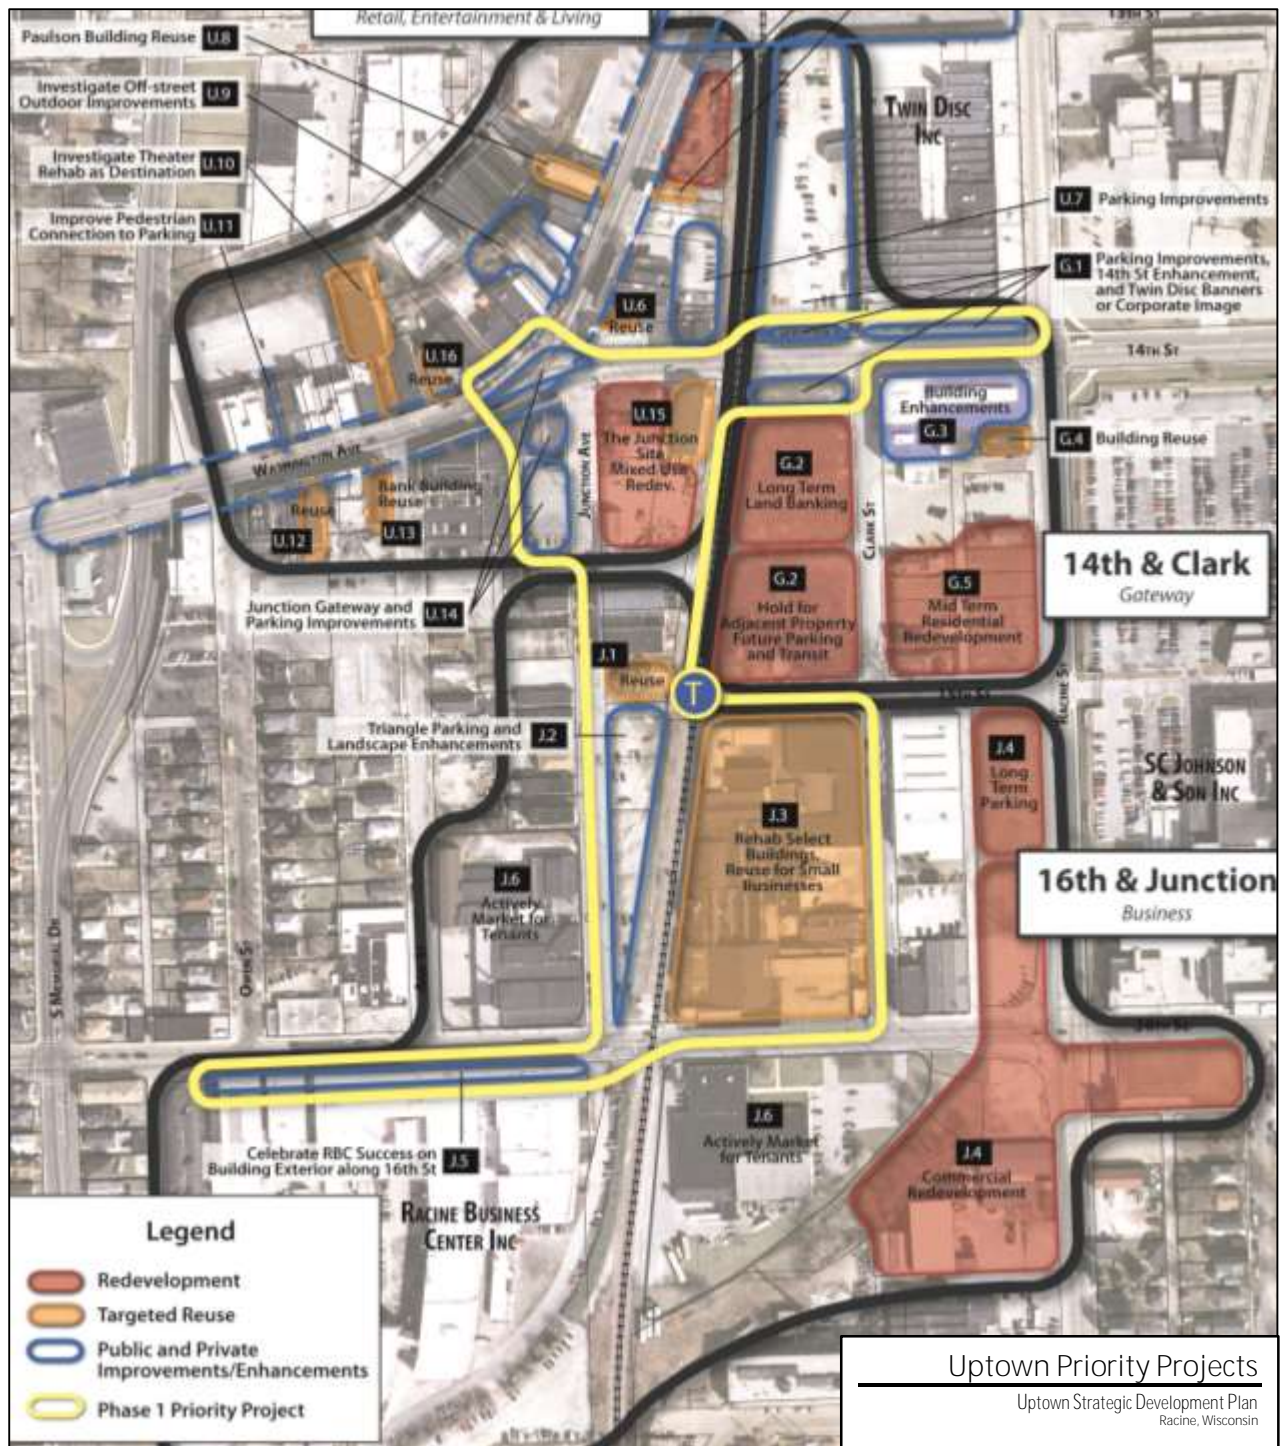 Retail, Entertainment & Living
13TH ST
Paulson Building Reuse U.8
Investigate Off-street
Outdoor Improvements U.9
Investigate Theater
Rehab as Destination U.10
Improve Pedestrian
Connection to Parking U.11
TWIN DISC
INC
U.7 Parking Improvements
G.1 Parking Improvements,
14th St Enhancement,
and Twin Disc Banners
or Corporate Image
U.6
Reuse
14TH ST
U.16
Reuse
U.15
The Junction
Site
Mixed Use
Redev.
Building
Enhancements
G.3
G.4 Building Reuse
WASHINGTON AVE
JUNCTION AVE
G.2
Long Term
Land Banking
CLARK ST
Bank Building
Reuse
U.13
Reuse
U.12
14th & Clark
Gateway
G.2
Hold for
Adjacent Property
Future Parking
and Transit
G.5
Mid Term
Residential
Redevelopment
Junction Gateway and
Parking Improvements U.14
J.1
Reuse
T
15TH ST
RACINE ST
Triangle Parking and
Landscape Enhancements J.2
J.4
Long
Term
Parking
SC JOHNSON
& SON INC
J.3
Rehab Select
Buildings,
Reuse for Small
Businesses
16th & Junction
Business
J.6
Actively
Market for
Tenants
S MEMORIAL DR
OWEN ST
16TH ST
J.6
Actively Market
for Tenants
Celebrate RBC Success on
Building Exterior along 16th St J.5
J.4
Commercial
Redevelopment
RACINE BUSINESS
CENTER INC
Legend
Redevelopment
Targeted Reuse
Public and Private
Improvements/Enhancements
Phase 1 Priority Project
Uptown Priority Projects
Uptown Strategic Development Plan
Racine, Wisconsin